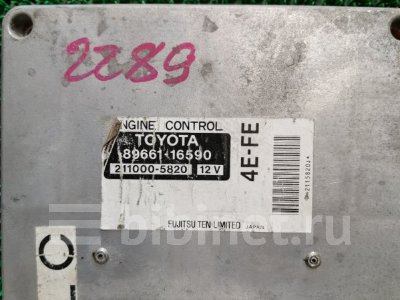 2289
ENGINE CONTROL
TOYOTA
89661-16590
211000-5820 12V
4E-FE
FUJITSU TEN LIMITED JAPAN
bibinet.ru